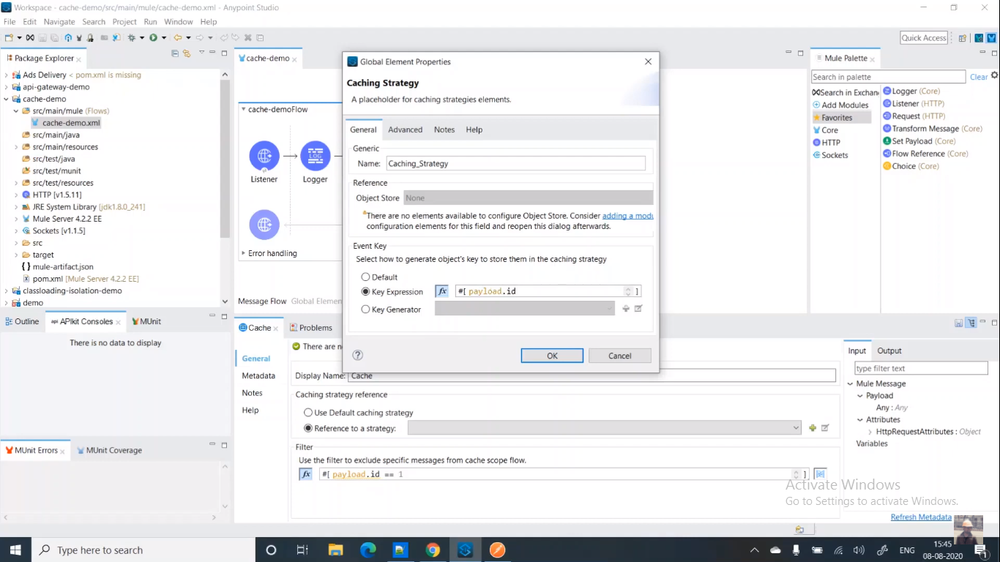 Workspace - cache-demo/src/main/mule/cache-demo.xml - Anypoint Studio
File Edit Navigate Search Project Run Window Help
Quick Access
Package Explorer
Ads Delivery < pom.xml is missing
api-gateway-demo
cache-demo
src/main/mule (Flows)
cache-demo.xml
src/main/java
src/main/resources
src/test/java
src/test/munit
src/test/resources
HTTP [v1.5.11]
JRE System Library [jdk1.8.0_241]
Mule Server 4.2.2 EE
Sockets [v1.1.5]
src
target
mule-artifact.json
pom.xml [Mule Server 4.2.2 EE]
classloading-isolation-demo
demo
cache-demo
cache-demoFlow
LOG
Listener
Logger
Error handling
Message Flow Global Elemen
Global Element Properties
Caching Strategy
A placeholder for caching strategies elements.
General Advanced Notes Help
Generic
Name: Caching_Strategy
Reference
Object Store None
There are no elements available to configure Object Store. Consider adding a modu
configuration elements for this field and reopen this dialog afterwards.
Event Key
Select how to generate object's key to store them in the caching strategy
Default
Key Expression fx #[ payload.id ]
Key Generator
? OK Cancel
Mule Palette
Search in palette Clear
Search in Exchan
Add Modules
Favorites
Core
HTTP
Sockets
Logger (Core)
Listener (HTTP)
Request (HTTP)
Transform Message (Core)
Set Payload (Core)
Flow Reference (Core)
Choice (Core)
Outline api APIkit Consoles MUnit
There is no data to display
MUnit Errors MUnit Coverage
Cache Problems
There are n
General
Metadata
Notes
Help
Display Name: Cache
Caching strategy reference
Use Default caching strategy
Reference to a strategy:
Filter
Use the filter to exclude specific messages from cache scope flow.
fx #[ payload.id == 1 ]
Input Output
type filter text
Mule Message
Payload
Any : Any
Attributes
HttpRequestAttributes : Object
Variables
Activate Windows
Go to Settings to activate Windows.
Refresh Metadata
Type here to search
ENG
15:45
08-08-2020
1